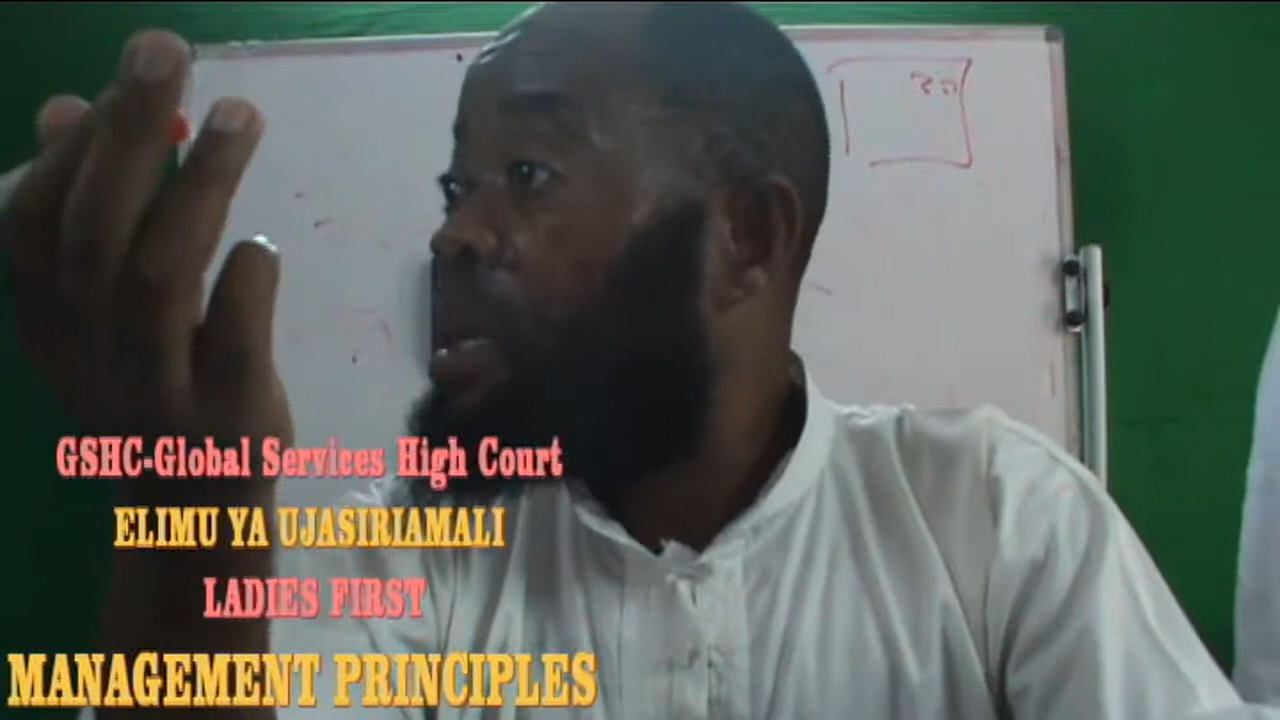 GSHC-Global Services High Court
ELIMU YA UJASIRIAMALI
LADIES FIRST
MANAGEMENT PRINCIPLES